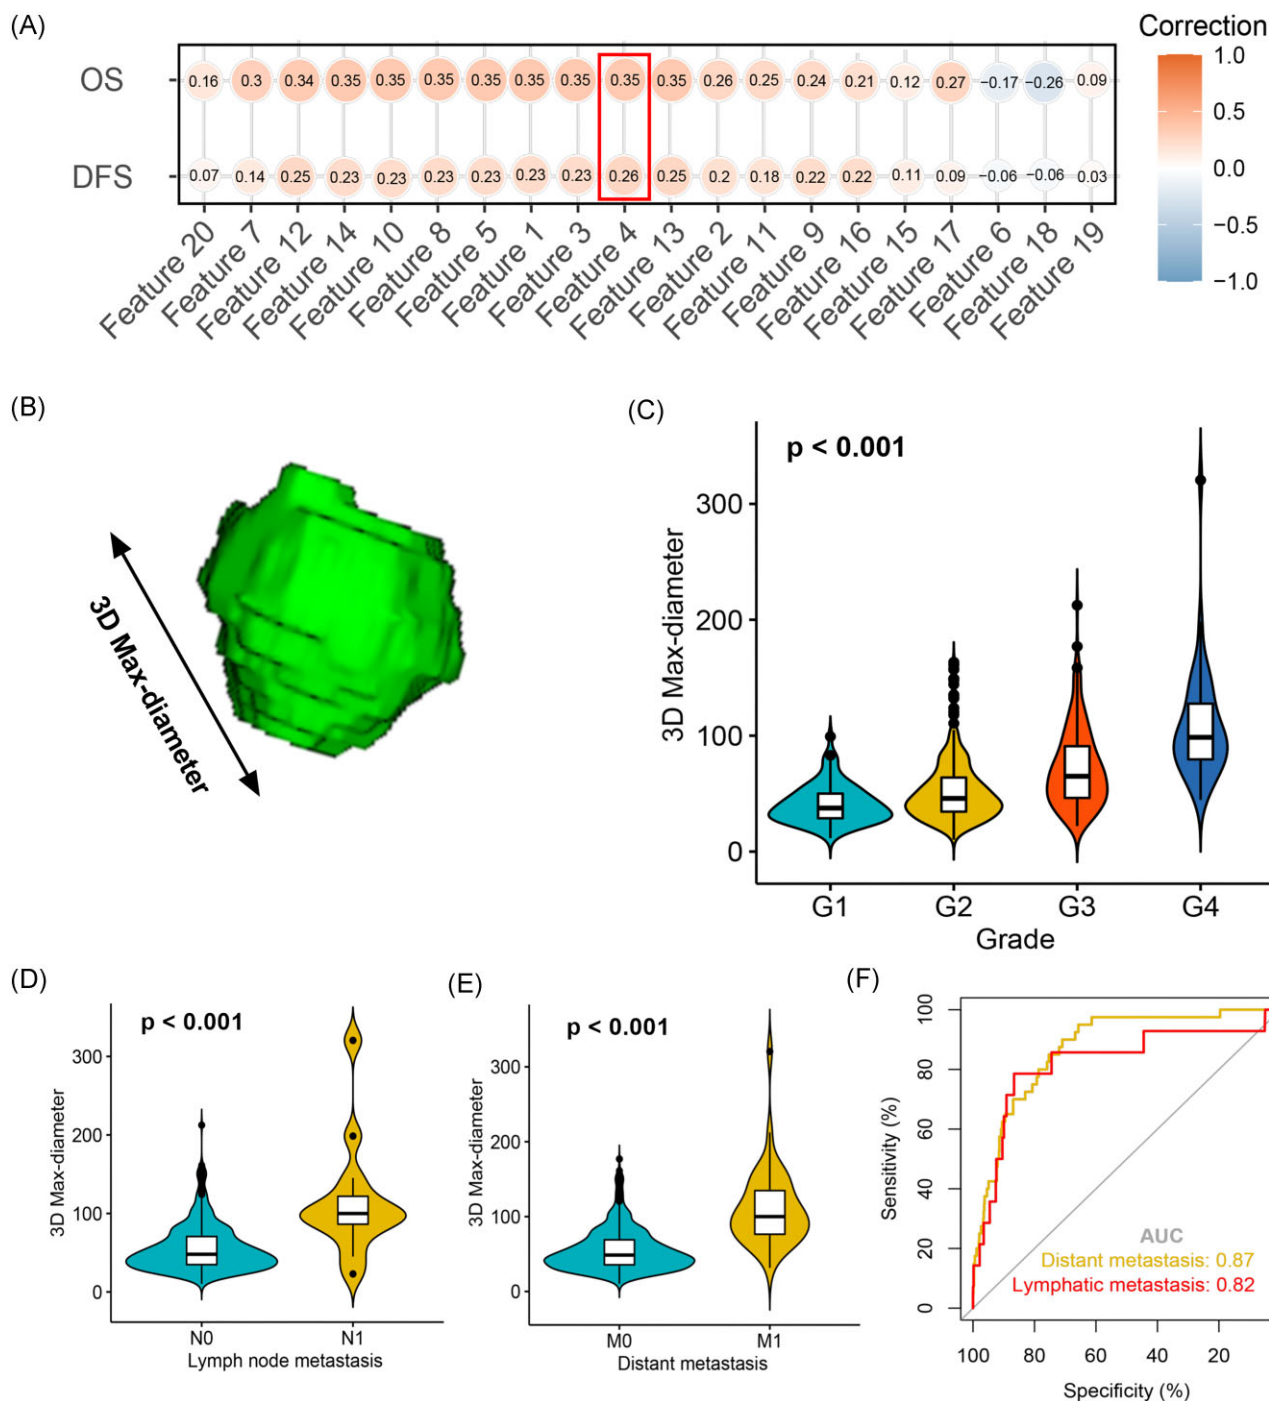 (A)
Correction
OS
0.16 0.3 0.34 0.35 0.35 0.35 0.35 0.35 0.35 0.35 0.35 0.26 0.25 0.24 0.21 0.12 0.27 −0.17 −0.26 0.09
DFS
0.07 0.14 0.25 0.23 0.23 0.23 0.23 0.23 0.23 0.26 0.25 0.2 0.18 0.22 0.22 0.11 0.09 −0.06 −0.06 0.03
1.0
0.5
0.0
−0.5
−1.0
Feature 20
Feature 7
Feature 12
Feature 14
Feature 10
Feature 8
Feature 5
Feature 1
Feature 3
Feature 4
Feature 13
Feature 2
Feature 11
Feature 9
Feature 16
Feature 15
Feature 17
Feature 6
Feature 18
Feature 19
(B)
3D Max-diameter
(C)
p < 0.001
3D Max-diameter
300
200
100
0
G1 G2 G3 G4
Grade
(D)
p < 0.001
3D Max-diameter
300
200
100
0
N0 N1
Lymph node metastasis
(E)
p < 0.001
3D Max-diameter
300
200
100
0
M0 M1
Distant metastasis
(F)
Sensitivity (%)
100
80
60
40
20
0
AUC
Distant metastasis: 0.87
Lymphatic metastasis: 0.82
100 80 60 40 20
Specificity (%)